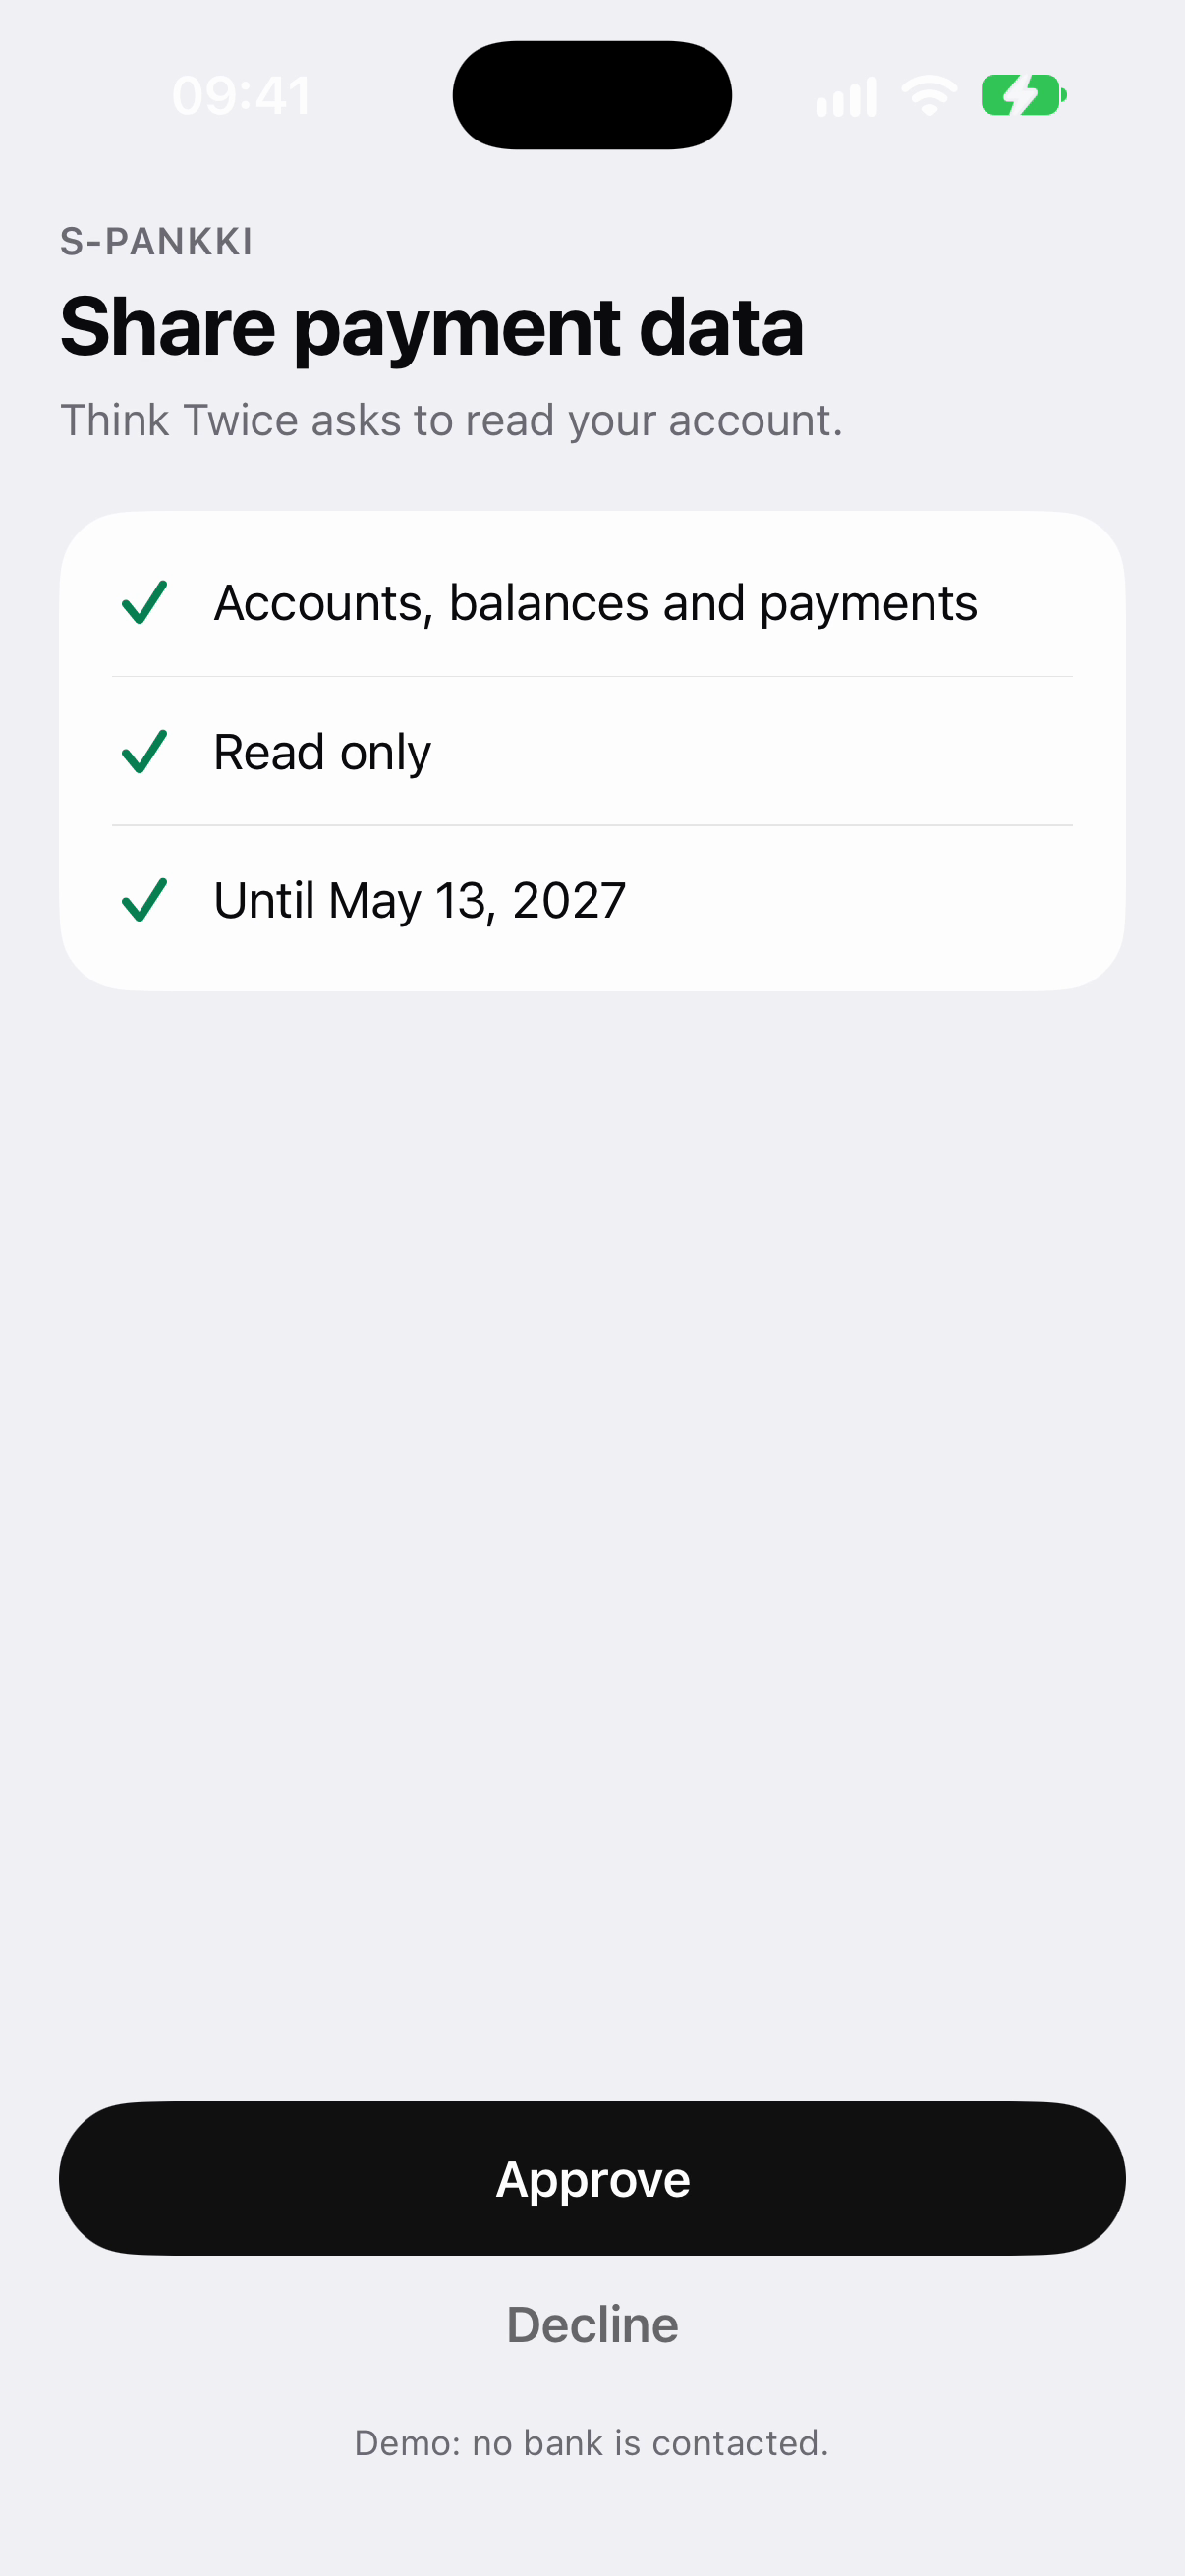 09:41
S-PANKKI
Share payment data
Think Twice asks to read your account.
Accounts, balances and payments
Read only
Until May 13, 2027
Approve
Decline
Demo: no bank is contacted.